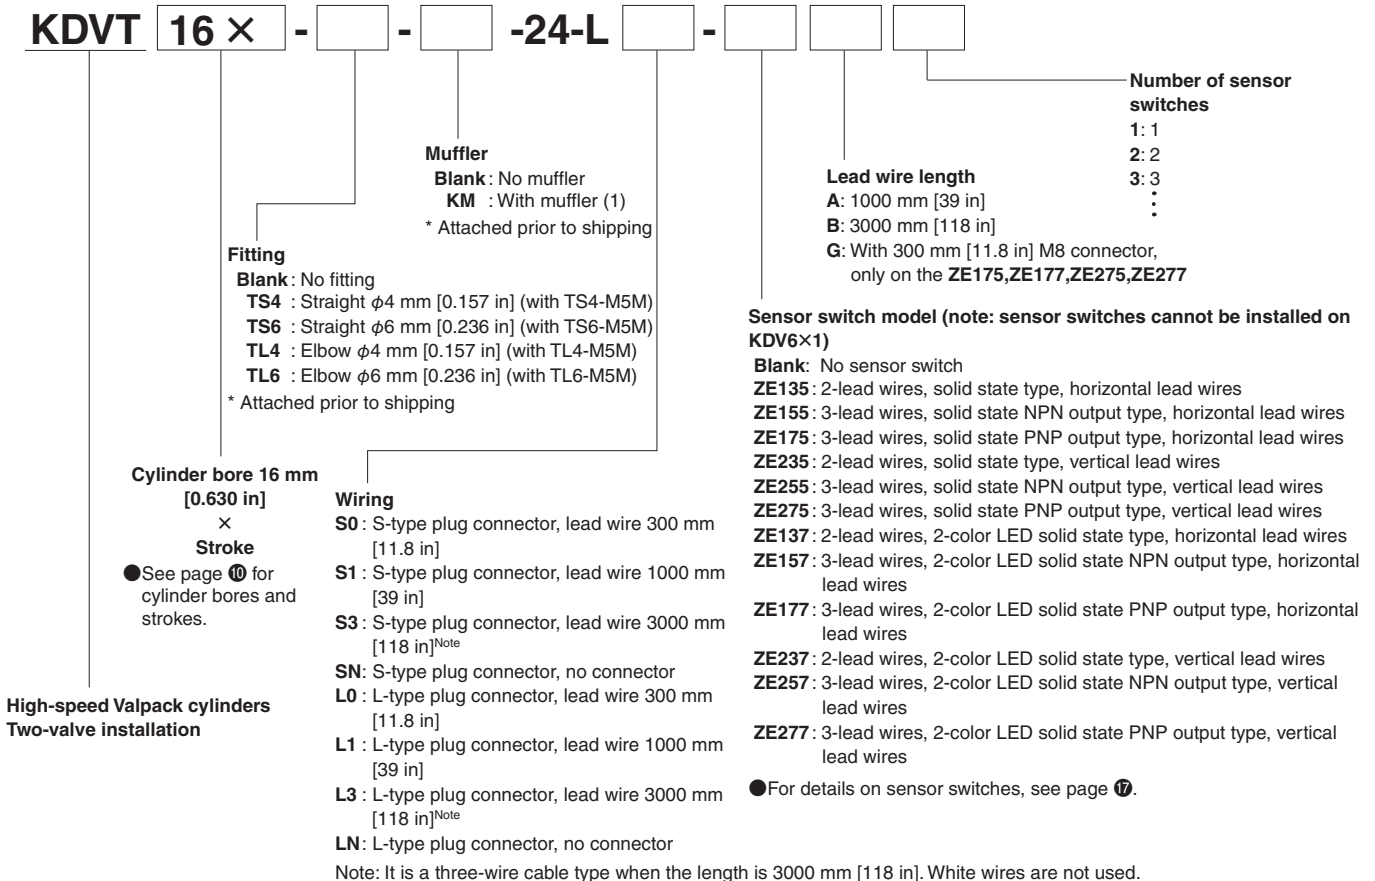 KDVT 16× - - -24-L -
Number of sensor
switches
1: 1
2: 2
3: 3
Lead wire length
A: 1000 mm [39 in]
B: 3000 mm [118 in]
G: With 300 mm [11.8 in] M8 connector,
only on the ZE175,ZE177,ZE275,ZE277
Muffler
Blank: No muffler
KM : With muffler (1)
* Attached prior to shipping
Fitting
Blank: No fitting
TS4 : Straight φ4 mm [0.157 in] (with TS4-M5M)
TS6 : Straight φ6 mm [0.236 in] (with TS6-M5M)
TL4 : Elbow φ4 mm [0.157 in] (with TL4-M5M)
TL6 : Elbow φ6 mm [0.236 in] (with TL6-M5M)
* Attached prior to shipping
Sensor switch model (note: sensor switches cannot be installed on
KDV6×1)
Blank: No sensor switch
ZE135: 2-lead wires, solid state type, horizontal lead wires
ZE155: 3-lead wires, solid state NPN output type, horizontal lead wires
ZE175: 3-lead wires, solid state PNP output type, horizontal lead wires
ZE235: 2-lead wires, solid state type, vertical lead wires
ZE255: 3-lead wires, solid state NPN output type, vertical lead wires
ZE275: 3-lead wires, solid state PNP output type, vertical lead wires
ZE137: 2-lead wires, 2-color LED solid state type, horizontal lead wires
ZE157: 3-lead wires, 2-color LED solid state NPN output type, horizontal
lead wires
ZE177: 3-lead wires, 2-color LED solid state PNP output type, horizontal
lead wires
ZE237: 2-lead wires, 2-color LED solid state type, vertical lead wires
ZE257: 3-lead wires, 2-color LED solid state NPN output type, vertical
lead wires
ZE277: 3-lead wires, 2-color LED solid state PNP output type, vertical
lead wires
●For details on sensor switches, see page ⓱.
Cylinder bore 16 mm
[0.630 in]
×
Stroke
●See page ❿ for
cylinder bores and
strokes.
Wiring
S0 : S-type plug connector, lead wire 300 mm
[11.8 in]
S1 : S-type plug connector, lead wire 1000 mm
[39 in]
S3 : S-type plug connector, lead wire 3000 mm
[118 in]Note
SN: S-type plug connector, no connector
L0 : L-type plug connector, lead wire 300 mm
[11.8 in]
L1 : L-type plug connector, lead wire 1000 mm
[39 in]
L3 : L-type plug connector, lead wire 3000 mm
[118 in]Note
LN: L-type plug connector, no connector
Note: It is a three-wire cable type when the length is 3000 mm [118 in]. White wires are not used.
High-speed Valpack cylinders
Two-valve installation